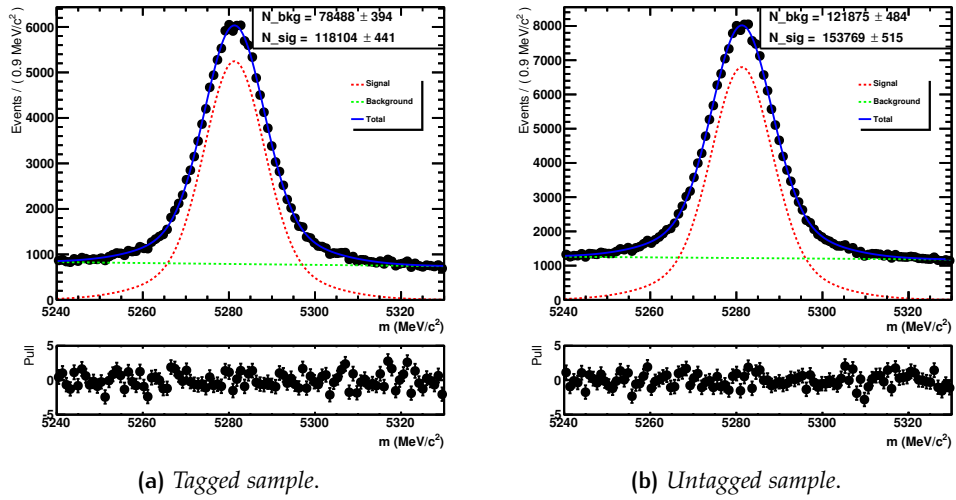 Events / ( 0.9 MeV/c²)
6000
5000
4000
3000
2000
1000
0
N_bkg = 78488 ± 394
N_sig = 118104 ± 441
Signal
Background
Total
5240 5260 5280 5300 5320
m (MeV/c²)
Pull
5
0
-5
5240 5260 5280 5300 5320
m (MeV/c²)
(a) Tagged sample.
Events / ( 0.9 MeV/c²)
8000
7000
6000
5000
4000
3000
2000
1000
0
N_bkg = 121875 ± 484
N_sig = 153769 ± 515
Signal
Background
Total
5240 5260 5280 5300 5320
m (MeV/c²)
Pull
5
0
-5
5240 5260 5280 5300 5320
m (MeV/c²)
(b) Untagged sample.